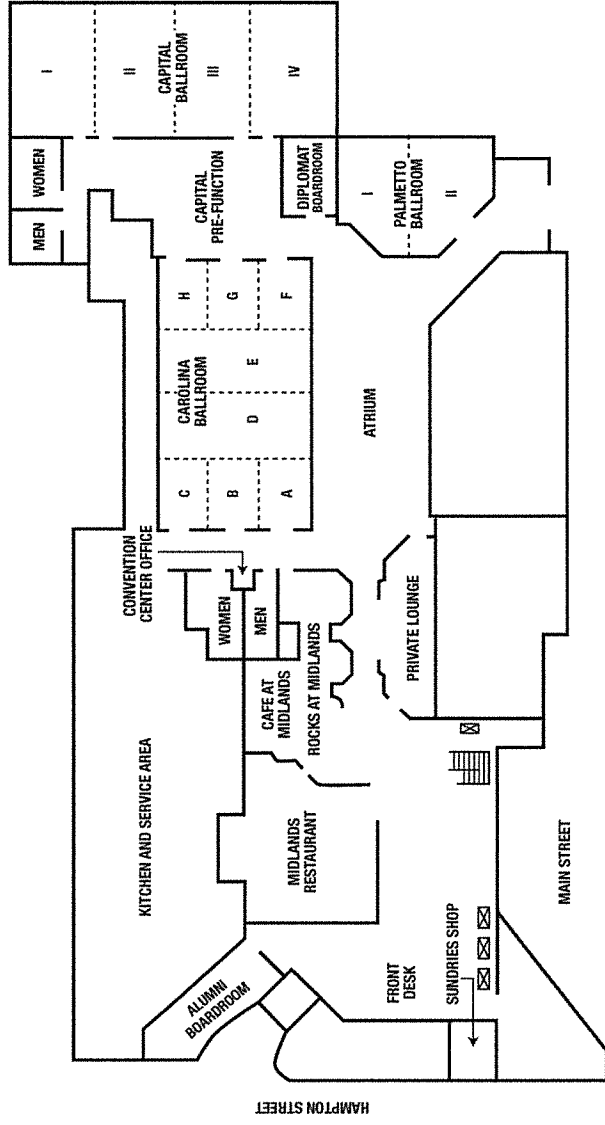 I
II
CAPITAL
BALLROOM
III
IV
WOMEN
MEN
CAPITAL
PRE-FUNCTION
DIPLOMAT
BOARDROOM
I
PALMETTO
BALLROOM
II
H
G
F
CAROLINA
BALLROOM
E
D
C
B
A
ATRIUM
CONVENTION
CENTER OFFICE
WOMEN
MEN
CAFE AT
MIDLANDS
ROCKS AT MIDLANDS
PRIVATE LOUNGE
KITCHEN AND SERVICE AREA
MIDLANDS
RESTAURANT
ALUMNI
BOARDROOM
FRONT
DESK
SUNDRIES SHOP
MAIN STREET
HAMPTON STREET